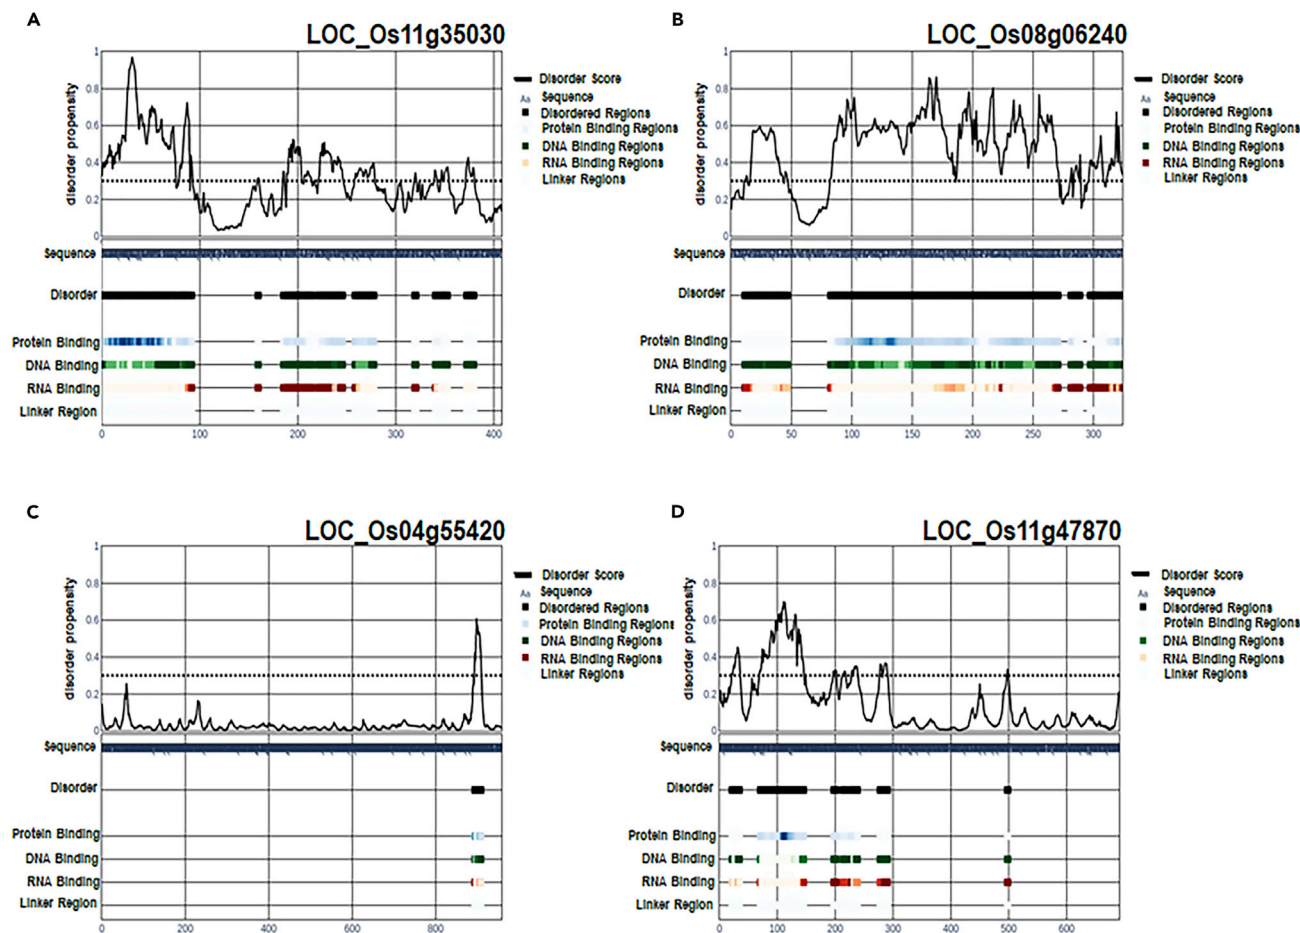 A
LOC_Os11g35030
1
0.8
0.6
0.4
0.2
0
disorder propensity
Disorder Score
Aa Sequence
Disordered Regions
Protein Binding Regions
DNA Binding Regions
RNA Binding Regions
Linker Regions
Sequence
Disorder
Protein Binding
DNA Binding
RNA Binding
Linker Region
0 100 200 300 400
B
LOC_Os08g06240
1
0.8
0.6
0.4
0.2
0
disorder propensity
Disorder Score
Aa Sequence
Disordered Regions
Protein Binding Regions
DNA Binding Regions
RNA Binding Regions
Linker Regions
Sequence
Disorder
Protein Binding
DNA Binding
RNA Binding
Linker Region
0 50 100 150 200 250 300
C
LOC_Os04g55420
1
0.8
0.6
0.4
0.2
0
disorder propensity
Disorder Score
Aa Sequence
Disordered Regions
Protein Binding Regions
DNA Binding Regions
RNA Binding Regions
Linker Regions
Sequence
Disorder
Protein Binding
DNA Binding
RNA Binding
Linker Region
0 200 400 600 800
D
LOC_Os11g47870
1
0.8
0.6
0.4
0.2
0
disorder propensity
Disorder Score
Aa Sequence
Disordered Regions
Protein Binding Regions
DNA Binding Regions
RNA Binding Regions
Linker Regions
Sequence
Disorder
Protein Binding
DNA Binding
RNA Binding
Linker Region
0 100 200 300 400 500 600